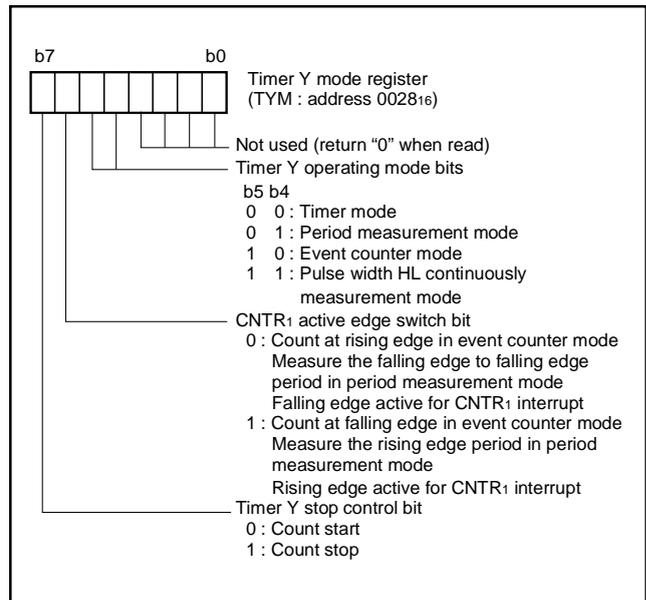 b7 b0
Timer Y mode register
(TYM : address 0028₁₆)
Not used (return “0” when read)
Timer Y operating mode bits
b5 b4
0 0 : Timer mode
0 1 : Period measurement mode
1 0 : Event counter mode
1 1 : Pulse width HL continuously
measurement mode
CNTR₁ active edge switch bit
0 : Count at rising edge in event counter mode
Measure the falling edge to falling edge
period in period measurement mode
Falling edge active for CNTR₁ interrupt
1 : Count at falling edge in event counter mode
Measure the rising edge period in period
measurement mode
Rising edge active for CNTR₁ interrupt
Timer Y stop control bit
0 : Count start
1 : Count stop